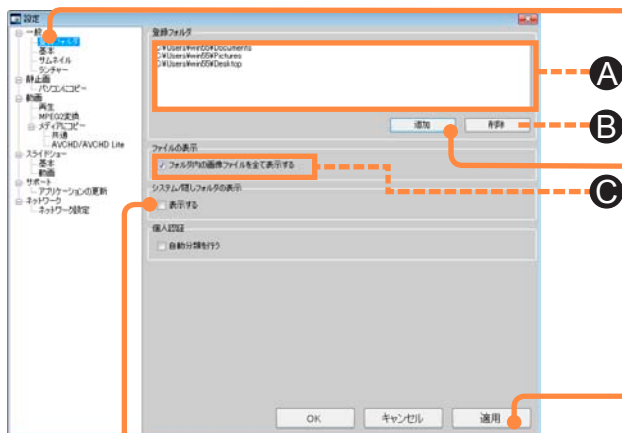 設定
一般
登録フォルダ
基本
サムネイル
ランチャー
静止画
パソコンにコピー
動画
再生
MPEG2変換
メディアにコピー
共通
AVCHD/AVCHD Lite
スライドショー
基本
動画
サポート
アプリケーションの更新
ネットワーク
ネットワーク設定
登録フォルダ
C:¥Users¥win55¥Documents
C:¥Users¥win55¥Pictures
C:¥Users¥win55¥Desktop
追加
削除
ファイルの表示
フォルダ内の画像ファイルを全て表示する
システム/隠しフォルダの表示
表示する
個人認証
自動分類を行う
OK
キャンセル
適用
A
B
C